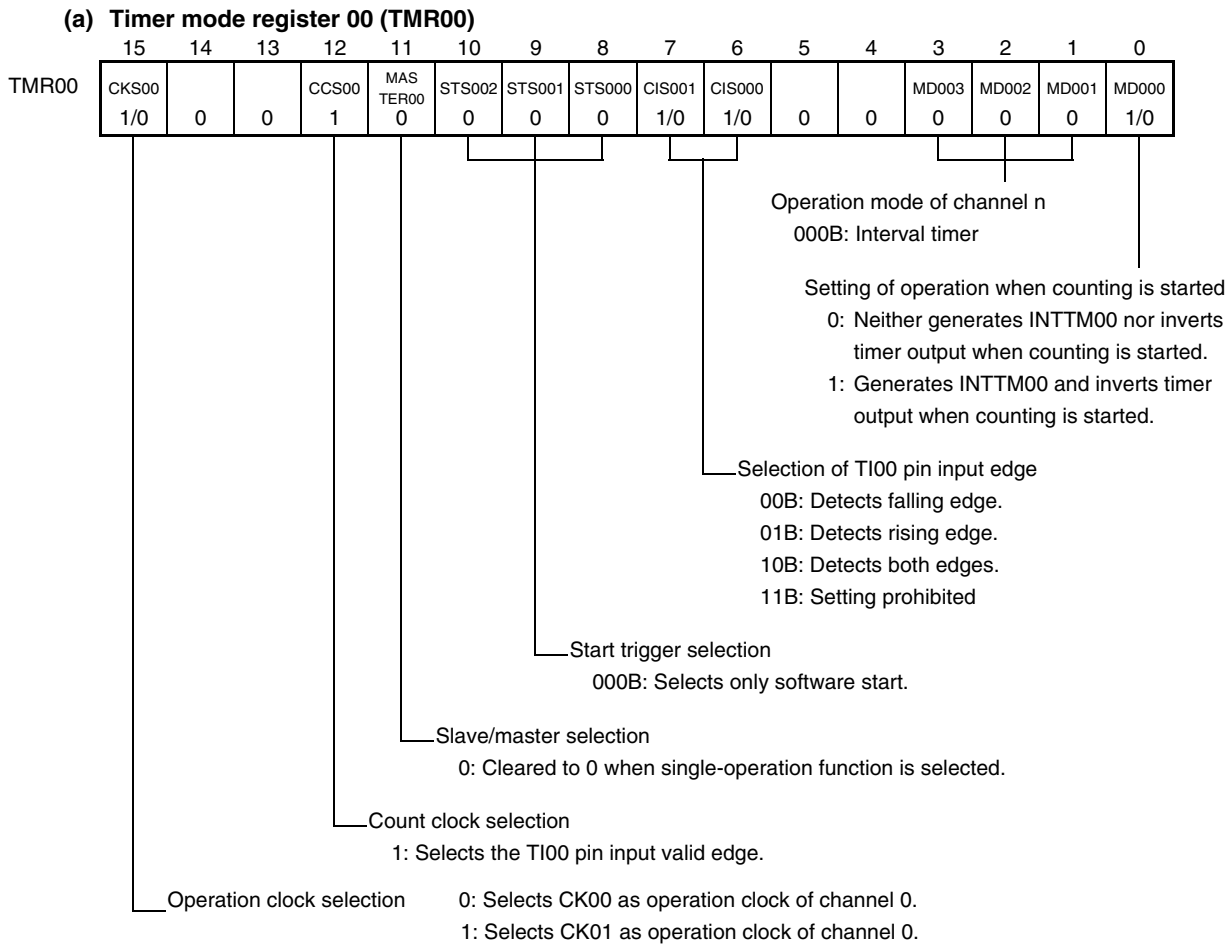 (a) Timer mode register 00 (TMR00)
15 14 13 12 11 10 9 8 7 6 5 4 3 2 1 0
TMR00 CKS00 CCS00 MAS TER00 STS002 STS001 STS000 CIS001 CIS000 MD003 MD002 MD001 MD000
1/0 0 0 1 0 0 0 0 1/0 1/0 0 0 0 0 0 1/0
Operation mode of channel n
000B: Interval timer
Setting of operation when counting is started
0: Neither generates INTTM00 nor inverts
timer output when counting is started.
1: Generates INTTM00 and inverts timer
output when counting is started.
Selection of TI00 pin input edge
00B: Detects falling edge.
01B: Detects rising edge.
10B: Detects both edges.
11B: Setting prohibited
Start trigger selection
000B: Selects only software start.
Slave/master selection
0: Cleared to 0 when single-operation function is selected.
Count clock selection
1: Selects the TI00 pin input valid edge.
Operation clock selection 0: Selects CK00 as operation clock of channel 0.
1: Selects CK01 as operation clock of channel 0.